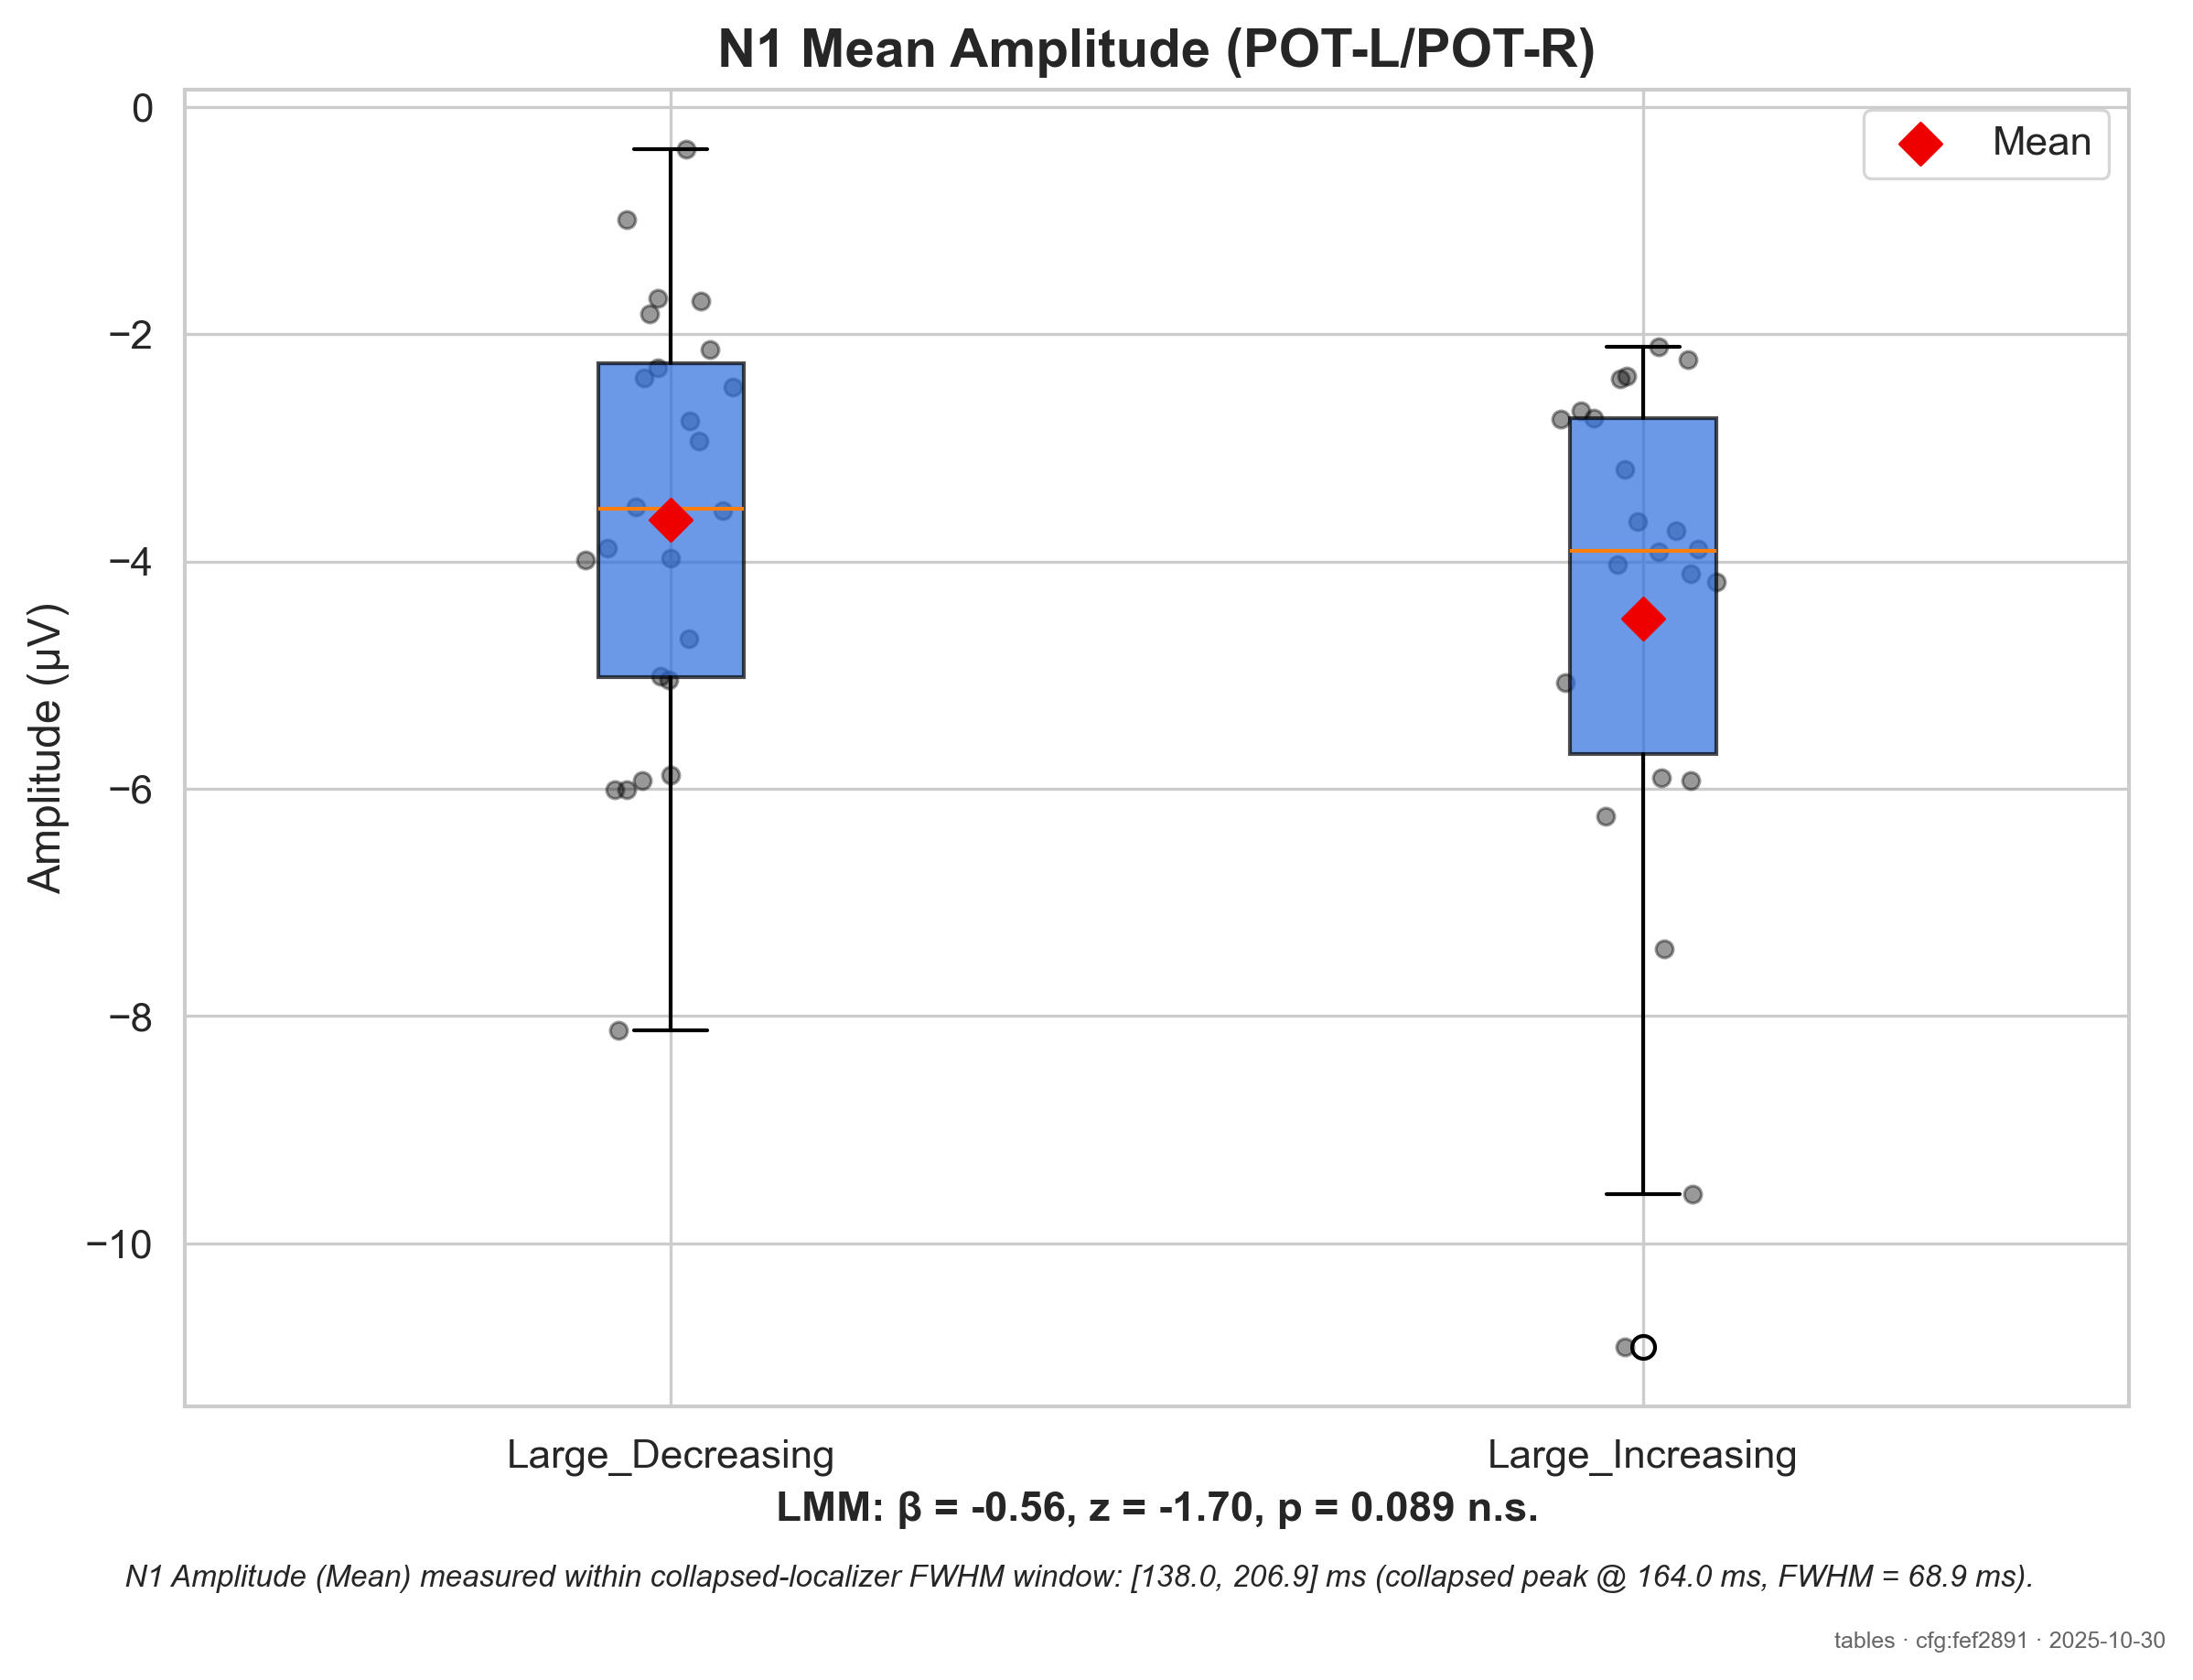 N1 Mean Amplitude (POT-L/POT-R)
Mean
0
−2
−4
−6
−8
−10
Amplitude (μV)
Large_Decreasing
Large_Increasing
LMM: β = -0.56, z = -1.70, p = 0.089 n.s.
N1 Amplitude (Mean) measured within collapsed-localizer FWHM window: [138.0, 206.9] ms (collapsed peak @ 164.0 ms, FWHM = 68.9 ms).
tables · cfg:fef2891 · 2025-10-30